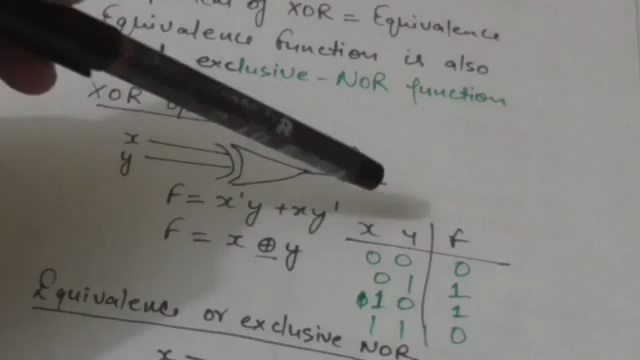 of XOR = Equivalence
Equivalence function is also
exclusive-NOR function
XOR
x
y
F = x'y + xy'
F = x ⊕ y
x y F
0 0 0
0 1 1
1 0 1
1 1 0
Equivalence or exclusive NOR
x